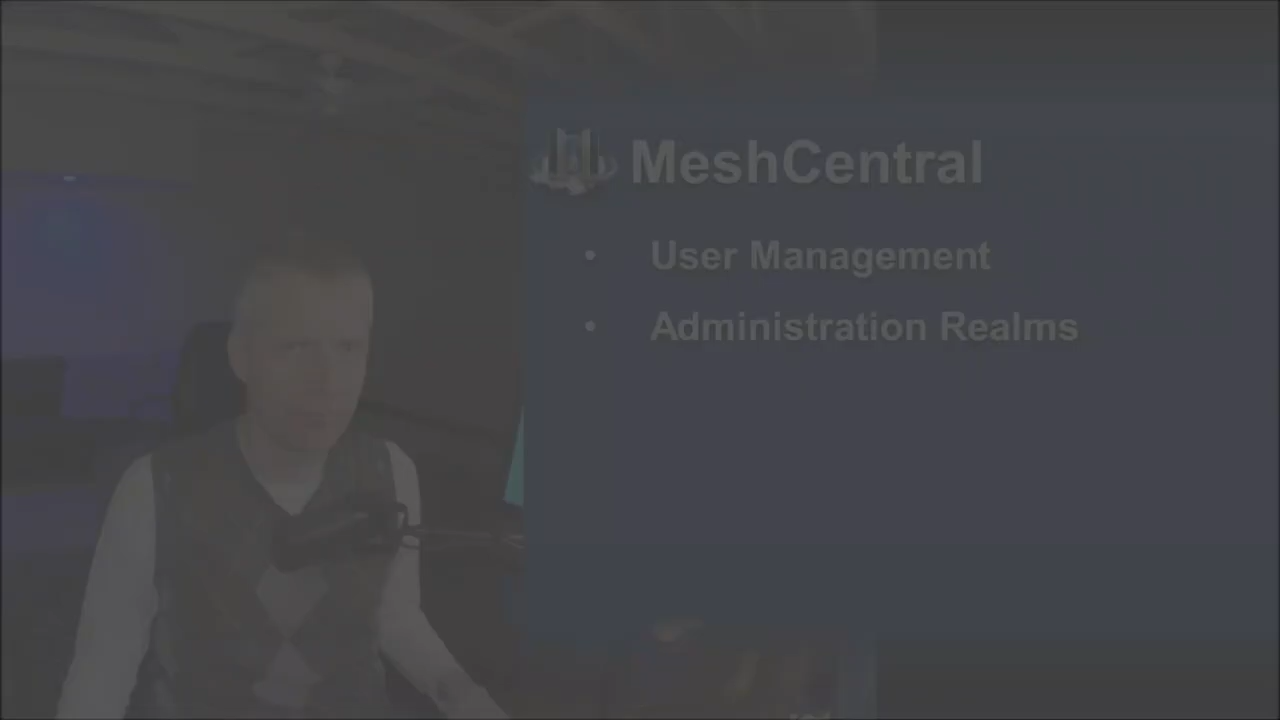 MeshCentral
• User Management
• Administration Realms